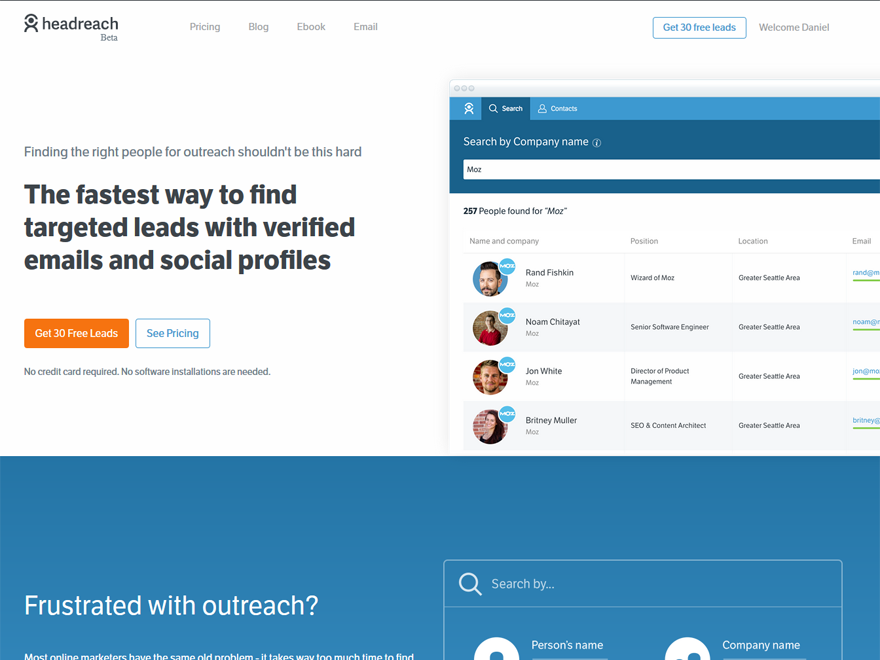 headreach
Beta
Pricing
Blog
Ebook
Email
Get 30 free leads
Welcome Daniel
Finding the right people for outreach shouldn't be this hard
The fastest way to find
targeted leads with verified
emails and social profiles
Get 30 Free Leads
See Pricing
No credit card required. No software installations are needed.
Search
Contacts
Search by Company name
Moz
257 People found for "Moz"
Name and company
Position
Location
Email
MOZ
Rand Fishkin
Moz
Wizard of Moz
Greater Seattle Area
rand@m
MOZ
Noam Chitayat
Moz
Senior Software Engineer
Greater Seattle Area
noam@
MOZ
Jon White
Moz
Director of Product
Management
Greater Seattle Area
jon@mo
MOZ
Britney Muller
Moz
SEO & Content Architect
Greater Seattle Area
britney@
Frustrated with outreach?
Most online marketers have the same old problem - it takes way too much time to find
Search by...
Person's name
Company name